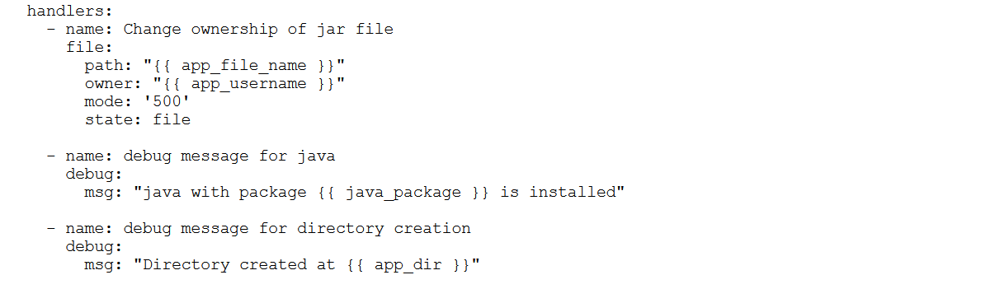 handlers:
  - name: Change ownership of jar file
    file:
      path: "{{ app_file_name }}"
      owner: "{{ app_username }}"
      mode: '500'
      state: file

  - name: debug message for java
    debug:
      msg: "java with package {{ java_package }} is installed"

  - name: debug message for directory creation
    debug:
      msg: "Directory created at {{ app_dir }}"